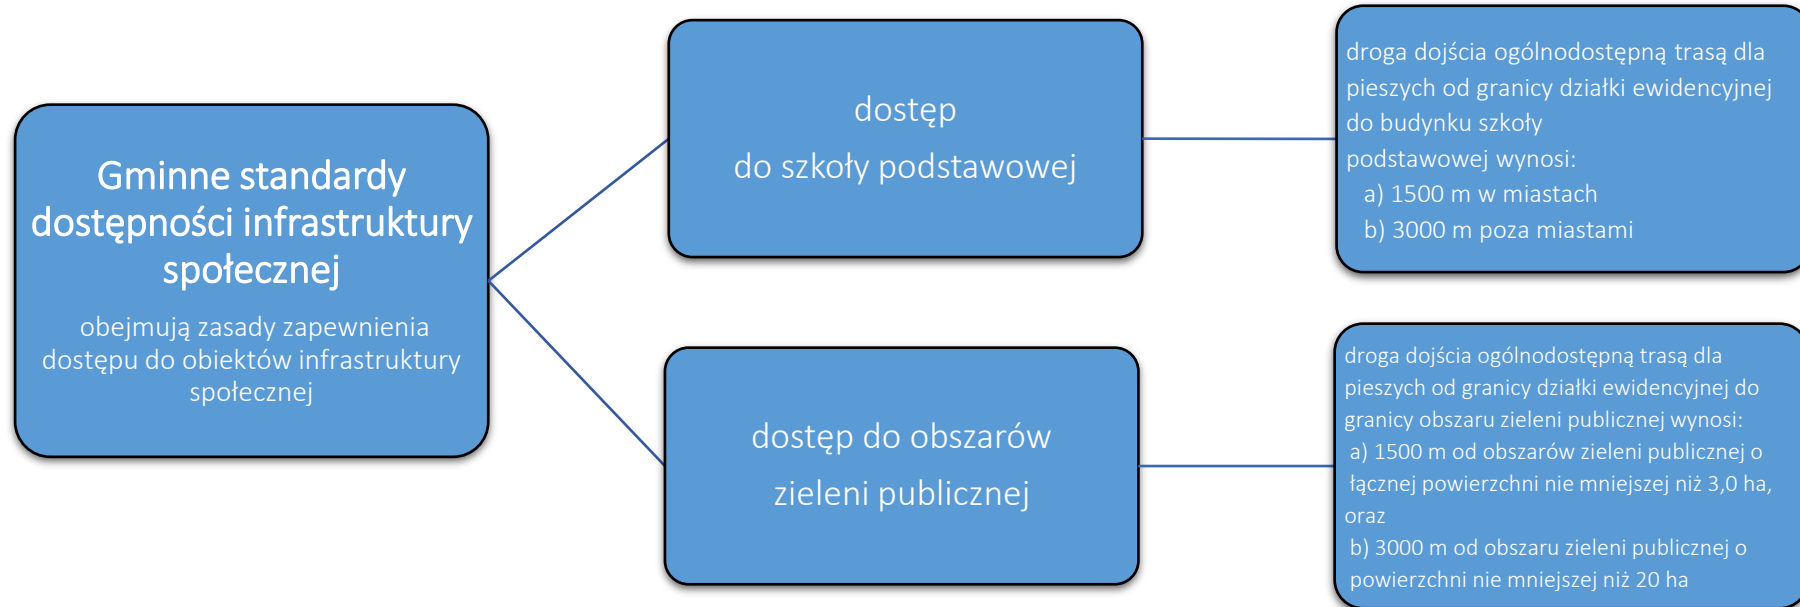 Gminne standardy
dostępności infrastruktury
społecznej
obejmują zasady zapewnienia
dostępu do obiektów infrastruktury
społecznej
dostęp
do szkoły podstawowej
droga dojścia ogólnodostępną trasą dla
pieszych od granicy działki ewidencyjnej
do budynku szkoły
podstawowej wynosi:
a) 1500 m w miastach
b) 3000 m poza miastami
dostęp do obszarów
zieleni publicznej
droga dojścia ogólnodostępną trasą dla
pieszych od granicy działki ewidencyjnej do
granicy obszaru zieleni publicznej wynosi:
a) 1500 m od obszarów zieleni publicznej o
łącznej powierzchni nie mniejszej niż 3,0 ha,
oraz
b) 3000 m od obszaru zieleni publicznej o
powierzchni nie mniejszej niż 20 ha